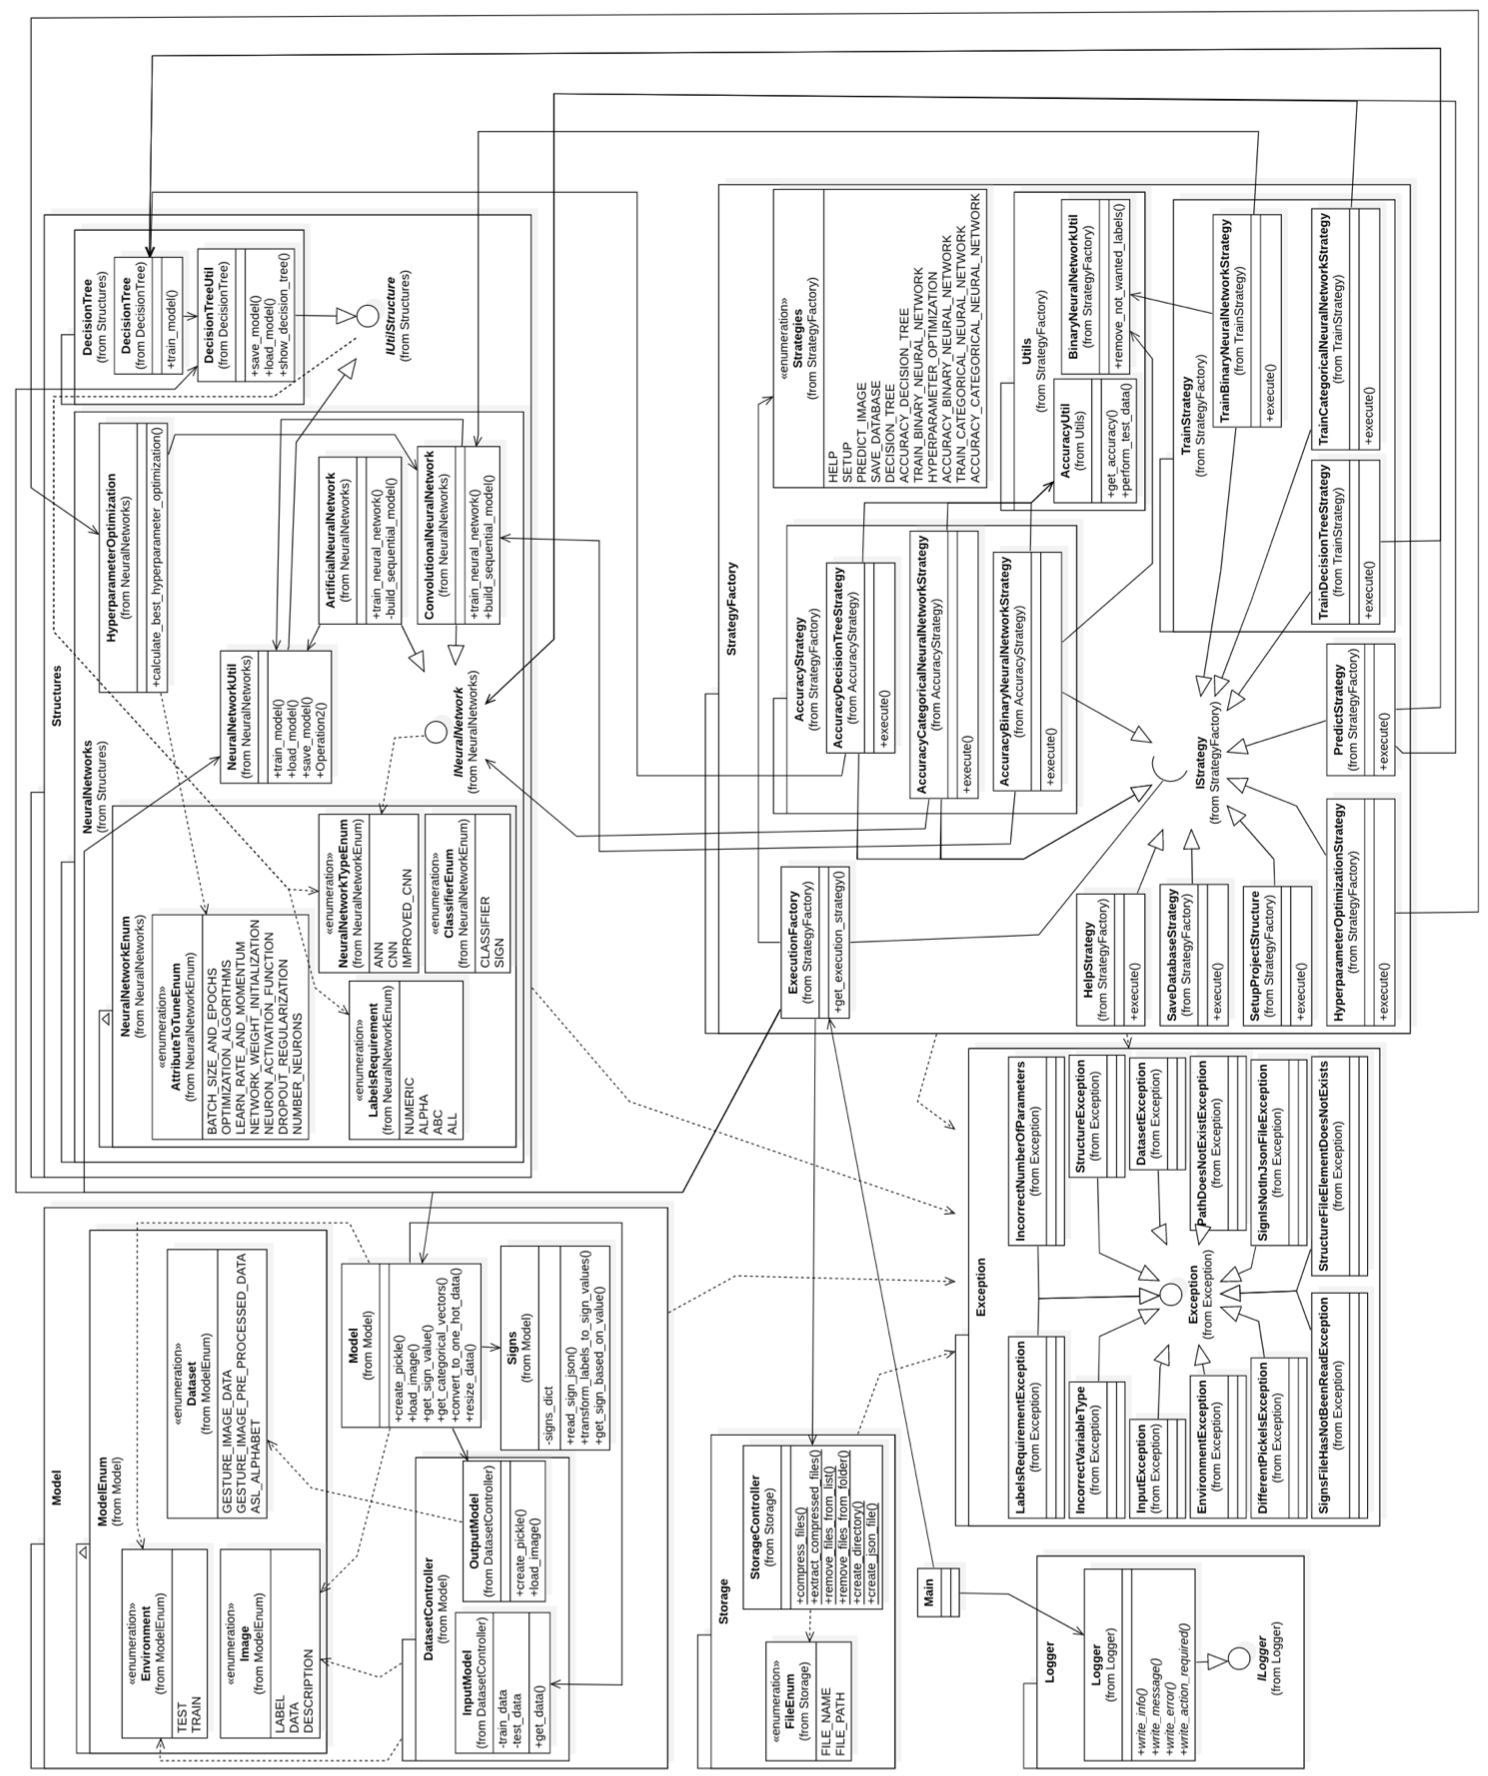 Model
ModelEnum
(from Model)
«enumeration»
Environment
(from ModelEnum)
TEST
TRAIN
«enumeration»
Image
(from ModelEnum)
LABEL
DATA
DESCRIPTION
«enumeration»
Dataset
(from ModelEnum)
GESTURE_IMAGE_DATA
GESTURE_IMAGE_PRE_PROCESSED_DATA
ASL_ALPHABET
Model
(from Model)
+create_pickle()
+load_image()
+get_sign_value()
+get_categorical_vectors()
+convert_to_one_hot_data()
+resize_data()
Signs
(from Model)
-signs_dict
+read_sign_json()
+transform_labels_to_sign_values()
+get_sign_based_on_value()
DatasetController
(from Model)
InputModel
(from DatasetController)
-train_data
-test_data
+get_data()
OutputModel
(from DatasetController)
+create_pickle()
+load_image()
Structures
NeuralNetworks
(from Structures)
NeuralNetworkEnum
(from NeuralNetworks)
«enumeration»
AttributeToTuneEnum
(from NeuralNetworkEnum)
BATCH_SIZE_AND_EPOCHS
OPTIMIZATION_ALGORITHMS
LEARN_RATE_AND_MOMENTUM
NETWORK_WEIGHT_INITIALIZATION
NEURON_ACTIVATION_FUNCTION
DROPOUT_REGULARIZATION
NUMBER_NEURONS
«enumeration»
LabelsRequirement
(from NeuralNetworkEnum)
NUMERIC
ALPHA
ABC
ALL
«enumeration»
NeuralNetworkTypeEnum
(from NeuralNetworkEnum)
ANN
CNN
IMPROVED_CNN
«enumeration»
ClassifierEnum
(from NeuralNetworkEnum)
CLASSIFIER
SIGN
HyperparameterOptimization
(from NeuralNetworks)
+calculate_best_hyperparameter_optimization()
NeuralNetworkUtil
(from NeuralNetworks)
+train_model()
+load_model()
+save_model()
+Operation2()
ArtificialNeuralNetwork
(from NeuralNetworks)
+train_neural_network()
-build_sequential_model()
ConvolutionalNeuralNetwork
(from NeuralNetworks)
+train_neural_network()
+build_sequential_model()
INeuralNetwork
(from NeuralNetworks)
DecisionTree
(from Structures)
DecisionTree
(from DecisionTree)
+train_model()
DecisionTreeUtil
(from DecisionTree)
+save_model()
+load_model()
+show_decision_tree()
IUtilStructure
(from Structures)
Storage
«enumeration»
FileEnum
(from Storage)
FILE_NAME
FILE_PATH
StorageController
(from Storage)
+compress_files()
+extract_compressed_files()
+remove_files_from_list()
+remove_files_from_folder()
+create_directory()
+create_json_file()
Main
Logger
Logger
(from Logger)
+write_info()
+write_message()
+write_error()
+write_action_required()
ILogger
(from Logger)
Exception
LabelsRequirementException
(from Exception)
IncorrectNumberOfParameters
(from Exception)
IncorrectVariableType
(from Exception)
StructureException
(from Exception)
InputException
(from Exception)
DatasetException
(from Exception)
EnvironmentException
(from Exception)
Exception
(from Exception)
PathDoesNotExistException
(from Exception)
DifferentPickelsException
(from Exception)
SignIsNotInJsonFileException
(from Exception)
SignsFileHasNotBeenReadException
(from Exception)
StructureFileElementDoesNotExists
(from Exception)
StrategyFactory
ExecutionFactory
(from StrategyFactory)
+get_execution_strategy()
«enumeration»
Strategies
(from StrategyFactory)
HELP
SETUP
PREDICT_IMAGE
SAVE_DATABASE
DECISION_TREE
ACCURACY_DECISION_TREE
TRAIN_BINARY_NEURAL_NETWORK
HYPERPARAMETER_OPTIMIZATION
ACCURACY_BINARY_NEURAL_NETWORK
TRAIN_CATEGORICAL_NEURAL_NETWORK
ACCURACY_CATEGORICAL_NEURAL_NETWORK
AccuracyStrategy
(from StrategyFactory)
AccuracyDecisionTreeStrategy
(from AccuracyStrategy)
+execute()
AccuracyCategoricalNeuralNetworkStrategy
(from AccuracyStrategy)
+execute()
AccuracyBinaryNeuralNetworkStrategy
(from AccuracyStrategy)
+execute()
Utils
(from StrategyFactory)
AccuracyUtil
(from Utils)
+get_accuracy()
+perform_test_data()
BinaryNeuralNetworkUtil
(from StrategyFactory)
+remove_not_wanted_labels()
HelpStrategy
(from StrategyFactory)
+execute()
SaveDatabaseStrategy
(from StrategyFactory)
+execute()
SetupProjectStructure
(from StrategyFactory)
+execute()
HyperparameterOptimizationStrategy
(from StrategyFactory)
+execute()
IStrategy
(from StrategyFactory)
PredictStrategy
(from StrategyFactory)
+execute()
TrainStrategy
(from StrategyFactory)
TrainBinaryNeuralNetworkStrategy
(from TrainStrategy)
+execute()
TrainDecisionTreeStrategy
(from TrainStrategy)
+execute()
TrainCategoricalNeuralNetworkStrategy
(from TrainStrategy)
+execute()